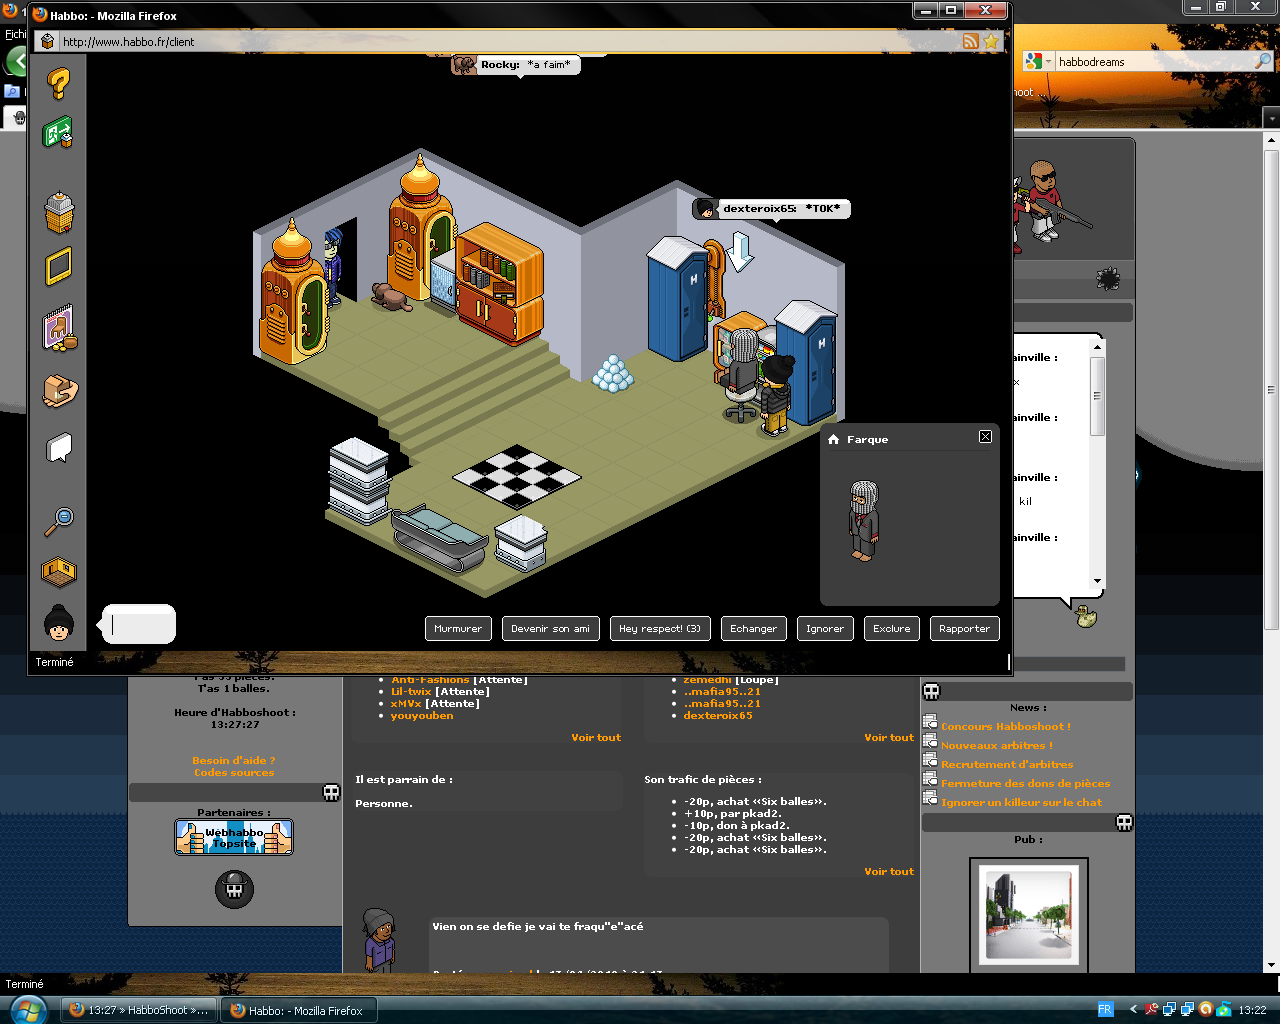 Habbo: - Mozilla Firefox
http://www.habbo.fr/client
habbodreams
Rocky: *a faim*
dexteroix65: *TOK*
H
H
Farque
ainville :
x
ainville :
ainville :
kil
ainville :
Murmurer
Devenir son ami
Hey respect! (3)
Echanger
Ignorer
Exclure
Rapporter
Terminé
T'as 1 balles.
Heure d'Habboshoot :
13:27:27
Besoin d'aide ?
Codes sources
Partenaires :
Webhabbo
Topsite
Anti-Fashions [Attente]
Lil-twix [Attente]
xMVx [Attente]
youyouben
Voir tout
zemedhi [Loupe]
..mafia95..21
..mafia95..21
dexteroix65
Voir tout
Il est parrain de :
Personne.
Son trafic de pièces :
-20p, achat «Six balles».
+10p, par pkad2.
-10p, don à pkad2.
-20p, achat «Six balles».
-20p, achat «Six balles».
Voir tout
Vien on se defie je vai te fraqu"e"acé
News :
Concours Habboshoot !
Nouveaux arbitres !
Recrutement d'arbitres
Fermeture des dons de pièces
Ignorer un killeur sur le chat
Pub :
Terminé
13:27 » HabboShoot »...
Habbo: - Mozilla Firefox
FR
13:22